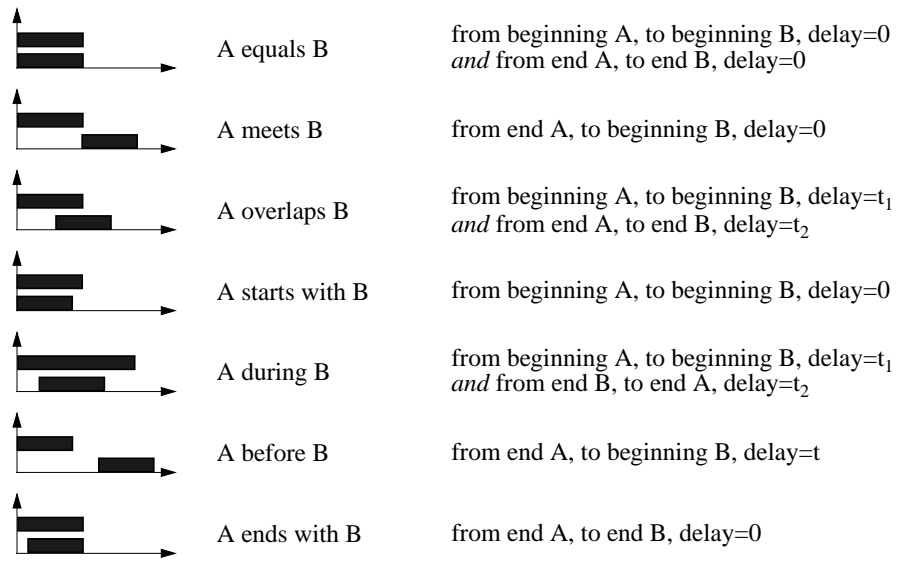 A equals B
from beginning A, to beginning B, delay=0
and from end A, to end B, delay=0
A meets B
from end A, to beginning B, delay=0
A overlaps B
from beginning A, to beginning B, delay=t₁
and from end A, to end B, delay=t₂
A starts with B
from beginning A, to beginning B, delay=0
A during B
from beginning A, to beginning B, delay=t₁
and from end B, to end A, delay=t₂
A before B
from end A, to beginning B, delay=t
A ends with B
from end A, to end B, delay=0